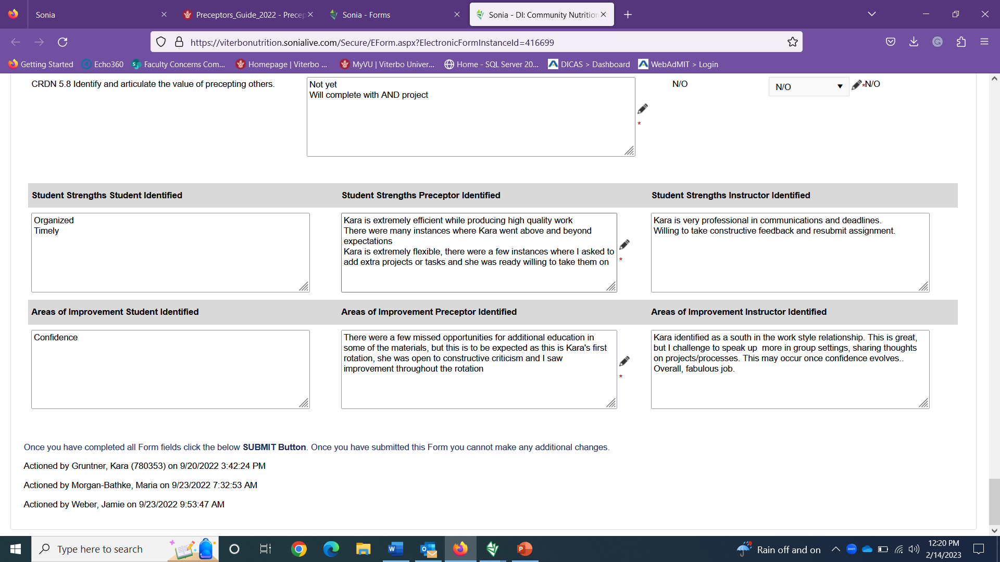 Sonia
Preceptors_Guide_2022 - Precep
Sonia - Forms
Sonia - DI: Community Nutrition
https://viterbonutrition.sonialive.com/Secure/EForm.aspx?ElectronicFormInstanceId=416699
Getting Started
Echo360
Faculty Concerns Com...
Homepage | Viterbo ...
MyVU | Viterbo Univer...
Home - SQL Server 20...
DICAS > Dashboard
WebAdMIT > Login
CRDN 5.8 Identify and articulate the value of precepting others.
Not yet
Will complete with AND project
*
N/O
N/O
*N/O
Student Strengths Student Identified
Student Strengths Preceptor Identified
Student Strengths Instructor Identified
Organized
Timely
Kara is extremely efficient while producing high quality work
There were many instances where Kara went above and beyond
expectations
Kara is extremely flexible, there were a few instances where I asked to
add extra projects or tasks and she was ready willing to take them on
*
Kara is very professional in communications and deadlines.
Willing to take constructive feedback and resubmit assignment.
Areas of Improvement Student Identified
Areas of Improvement Preceptor Identified
Areas of Improvement Instructor Identified
Confidence
There were a few missed opportunities for additional education in
some of the materials, but this is to be expected as this is Kara's first
rotation, she was open to constructive criticism and I saw
improvement throughout the rotation
*
Kara identified as a south in the work style relationship. This is great,
but I challenge to speak up  more in group settings, sharing thoughts
on projects/processes. This may occur once confidence evolves..
Overall, fabulous job.
Once you have completed all Form fields click the below SUBMIT Button. Once you have submitted this Form you cannot make any additional changes.
Actioned by Gruntner, Kara (780353) on 9/20/2022 3:42:24 PM
Actioned by Morgan-Bathke, Maria on 9/23/2022 7:32:53 AM
Actioned by Weber, Jamie on 9/23/2022 9:53:47 AM
Type here to search
Rain off and on
zoom
12:20 PM
2/14/2023